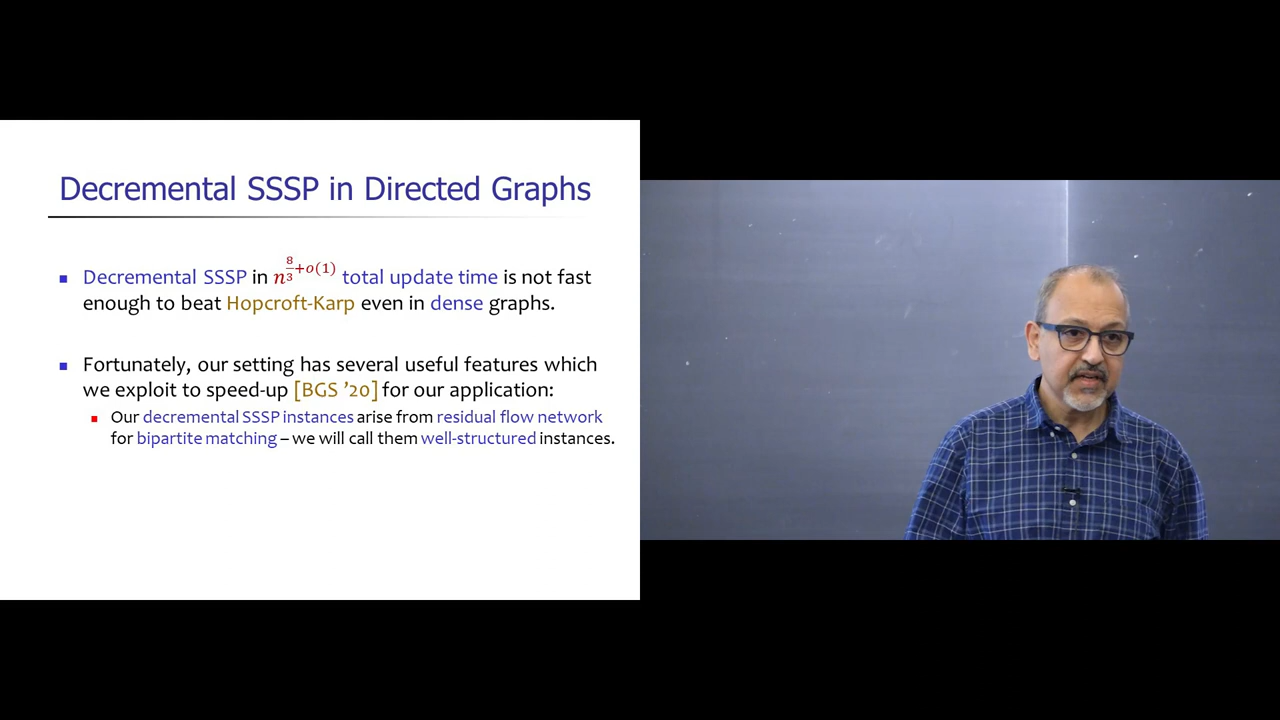 Decremental SSSP in Directed Graphs
Decremental SSSP in n^{8/3+o(1)} total update time is not fast
enough to beat Hopcroft-Karp even in dense graphs.
Fortunately, our setting has several useful features which
we exploit to speed-up [BGS ’20] for our application:
Our decremental SSSP instances arise from residual flow network
for bipartite matching – we will call them well-structured instances.